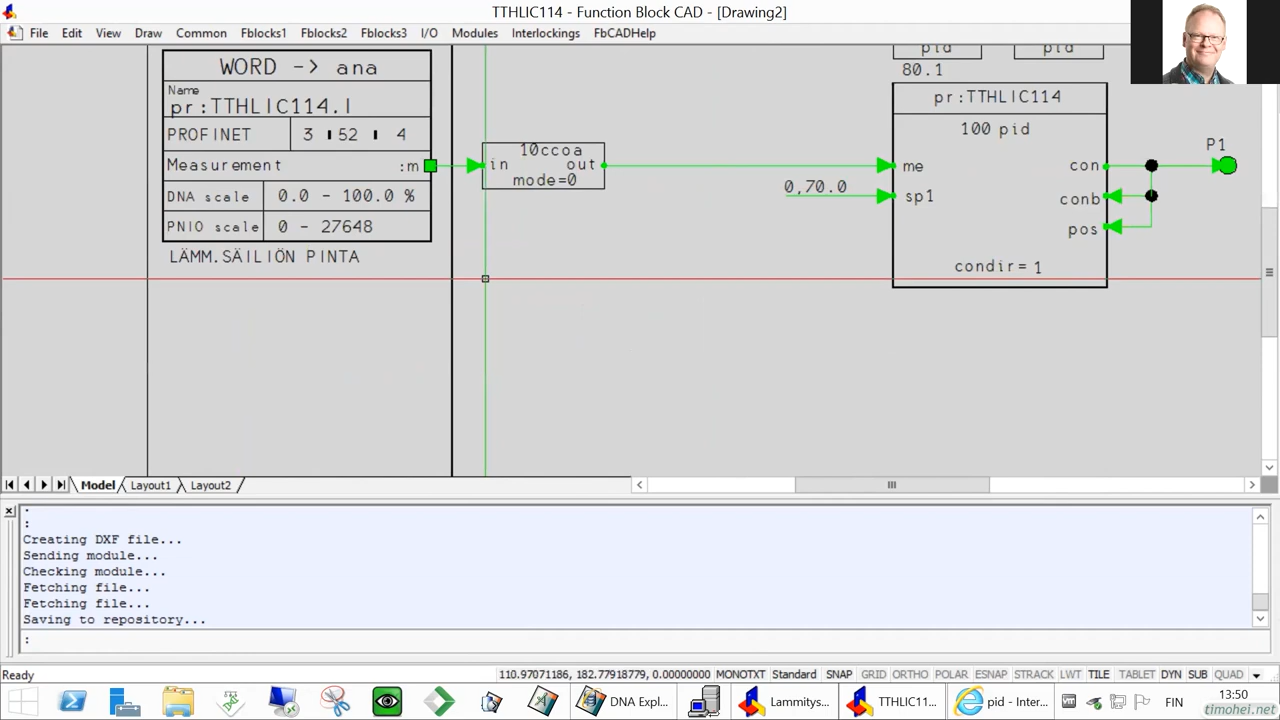 TTHLIC114 - Function Block CAD - [Drawing2]
File Edit View Draw Common Fblocks1 Fblocks2 Fblocks3 I/O Modules Interlockings FbCADHelp
WORD -> ana
Name
pr:TTHLIC114.I
PROFINET 3 52 4
Measurement :m
DNA scale 0.0 - 100.0 %
PNIO scale 0 - 27648
LÄMM.SÄILIÖN PINTA
10ccoa
in out
mode=0
0,70.0
pid pid
80.1
pr:TTHLIC114
100 pid
me con
sp1 conb
pos
condir= 1
P1
Model Layout1 Layout2
:
Creating DXF file...
Sending module...
Checking module...
Fetching file...
Fetching file...
Saving to repository...
:
Ready 110.97071186, 182.77918779, 0.00000000 MONOTXT Standard SNAP GRID ORTHO POLAR ESNAP STRACK LWT TILE TABLET DYN SUB QUAD
DNA Expl... Lammitys... TTHLIC11... pid - Inter... FIN 13:50
timohei.net